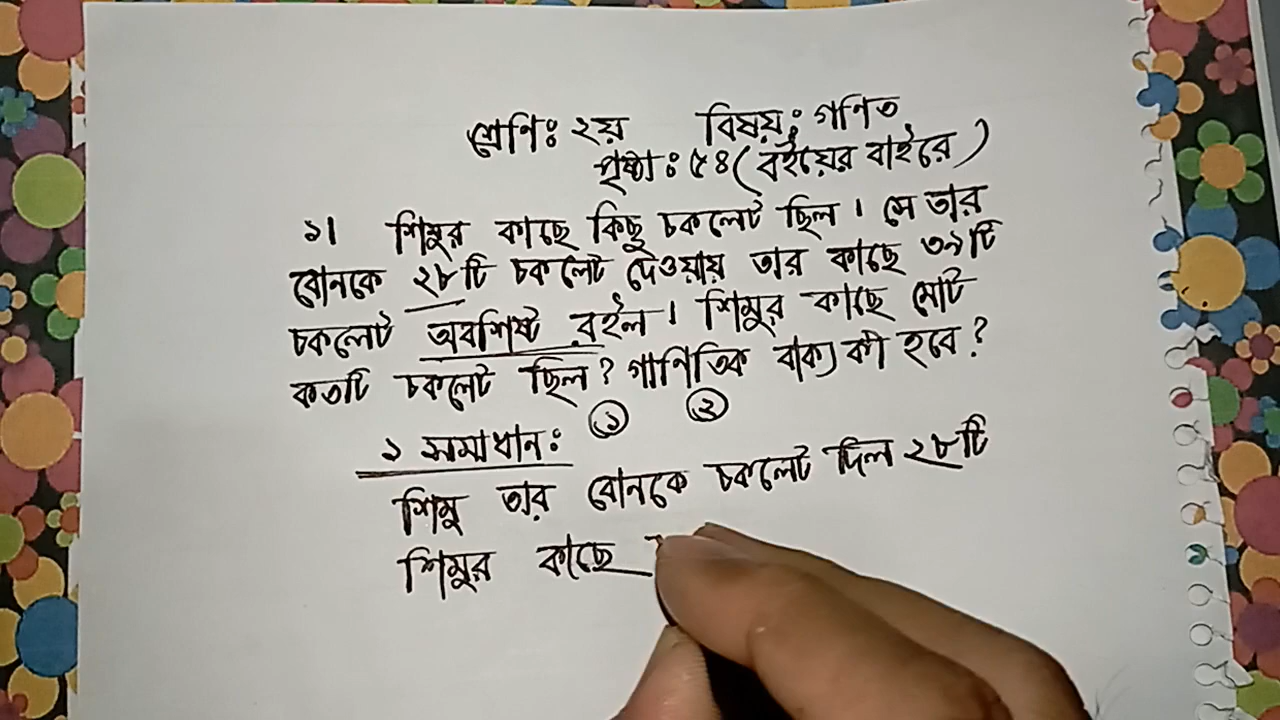 শ্রেণি: ২য় বিষয়: গণিত
পৃষ্ঠা: ৫৪ (বইয়ের বাইরে)
১। শিমুর কাছে কিছু চকলেট ছিল। সে তার
বোনকে ২৮টি চকলেট দেওয়ায় তার কাছে ৩৯টি
চকলেট অবশিষ্ট রইল। শিমুর কাছে মোট
কতটি চকলেট ছিল? গাণিতিক বাক্য কী হবে?
১ ২
১ সমাধান:
শিমু তার বোনকে চকলেট দিল ২৮টি
শিমুর কাছে